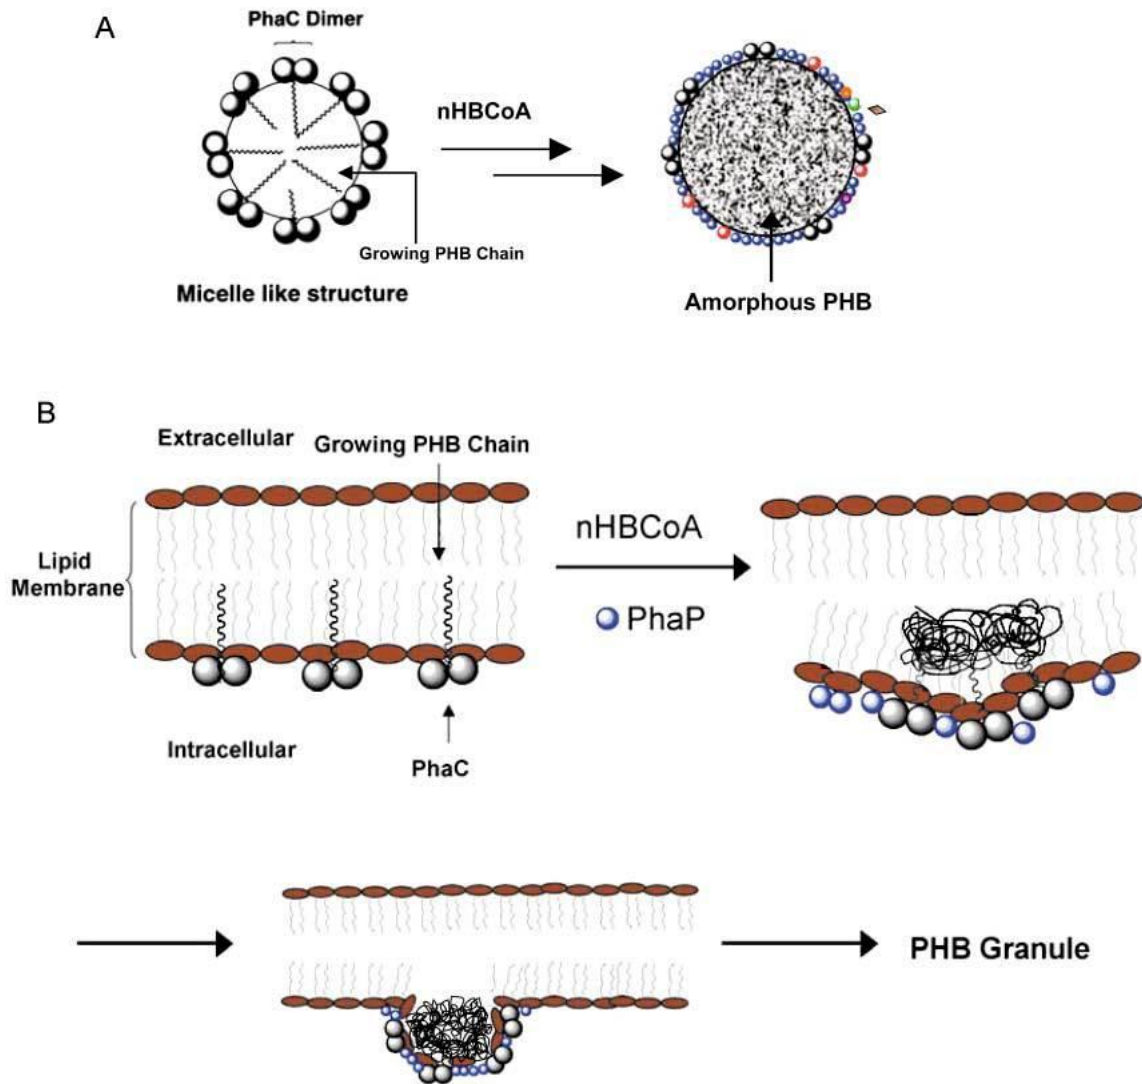 A
PhaC Dimer
nHBCoA
Growing PHB Chain
Micelle like structure
Amorphous PHB
B
Extracellular
Growing PHB Chain
Lipid
Membrane
nHBCoA
PhaP
Intracellular
PhaC
PHB Granule